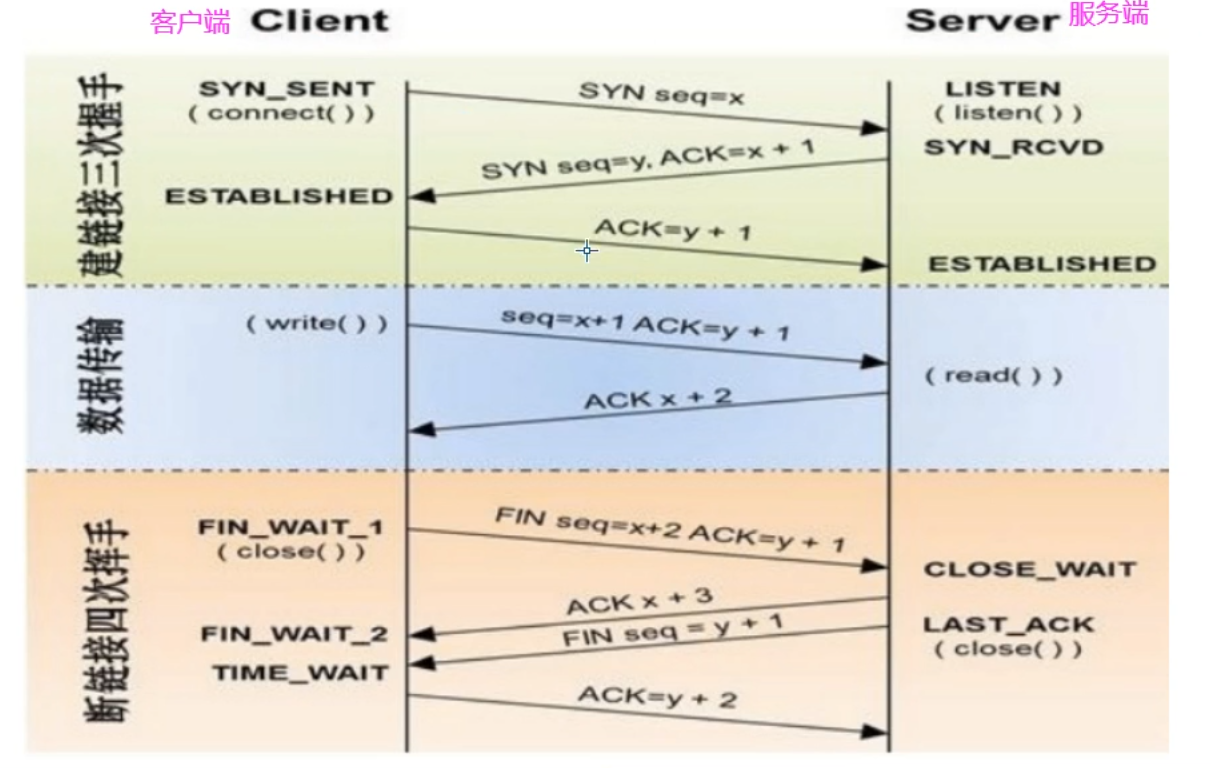 客户端 Client
Server 服务端
建链接三次握手
SYN_SENT
( connect( ) )
SYN seq=x
LISTEN
( listen( ) )
SYN_RCVD
SYN seq=y, ACK=x + 1
ESTABLISHED
ACK=y + 1
ESTABLISHED
数据传输
( write( ) )
seq=x+1 ACK=y + 1
( read( ) )
ACK x + 2
断链接四次挥手
FIN_WAIT_1
( close( ) )
FIN seq=x+2 ACK=y + 1
CLOSE_WAIT
ACK x + 3
FIN_WAIT_2
FIN seq = y + 1
LAST_ACK
( close( ) )
TIME_WAIT
ACK=y + 2